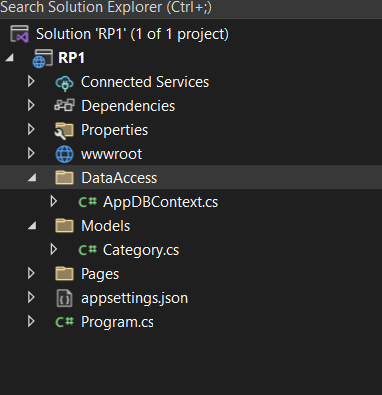 Search Solution Explorer (Ctrl+;)
Solution 'RP1' (1 of 1 project)
RP1
Connected Services
Dependencies
Properties
wwwroot
DataAccess
C# AppDBContext.cs
Models
C# Category.cs
Pages
appsettings.json
C# Program.cs